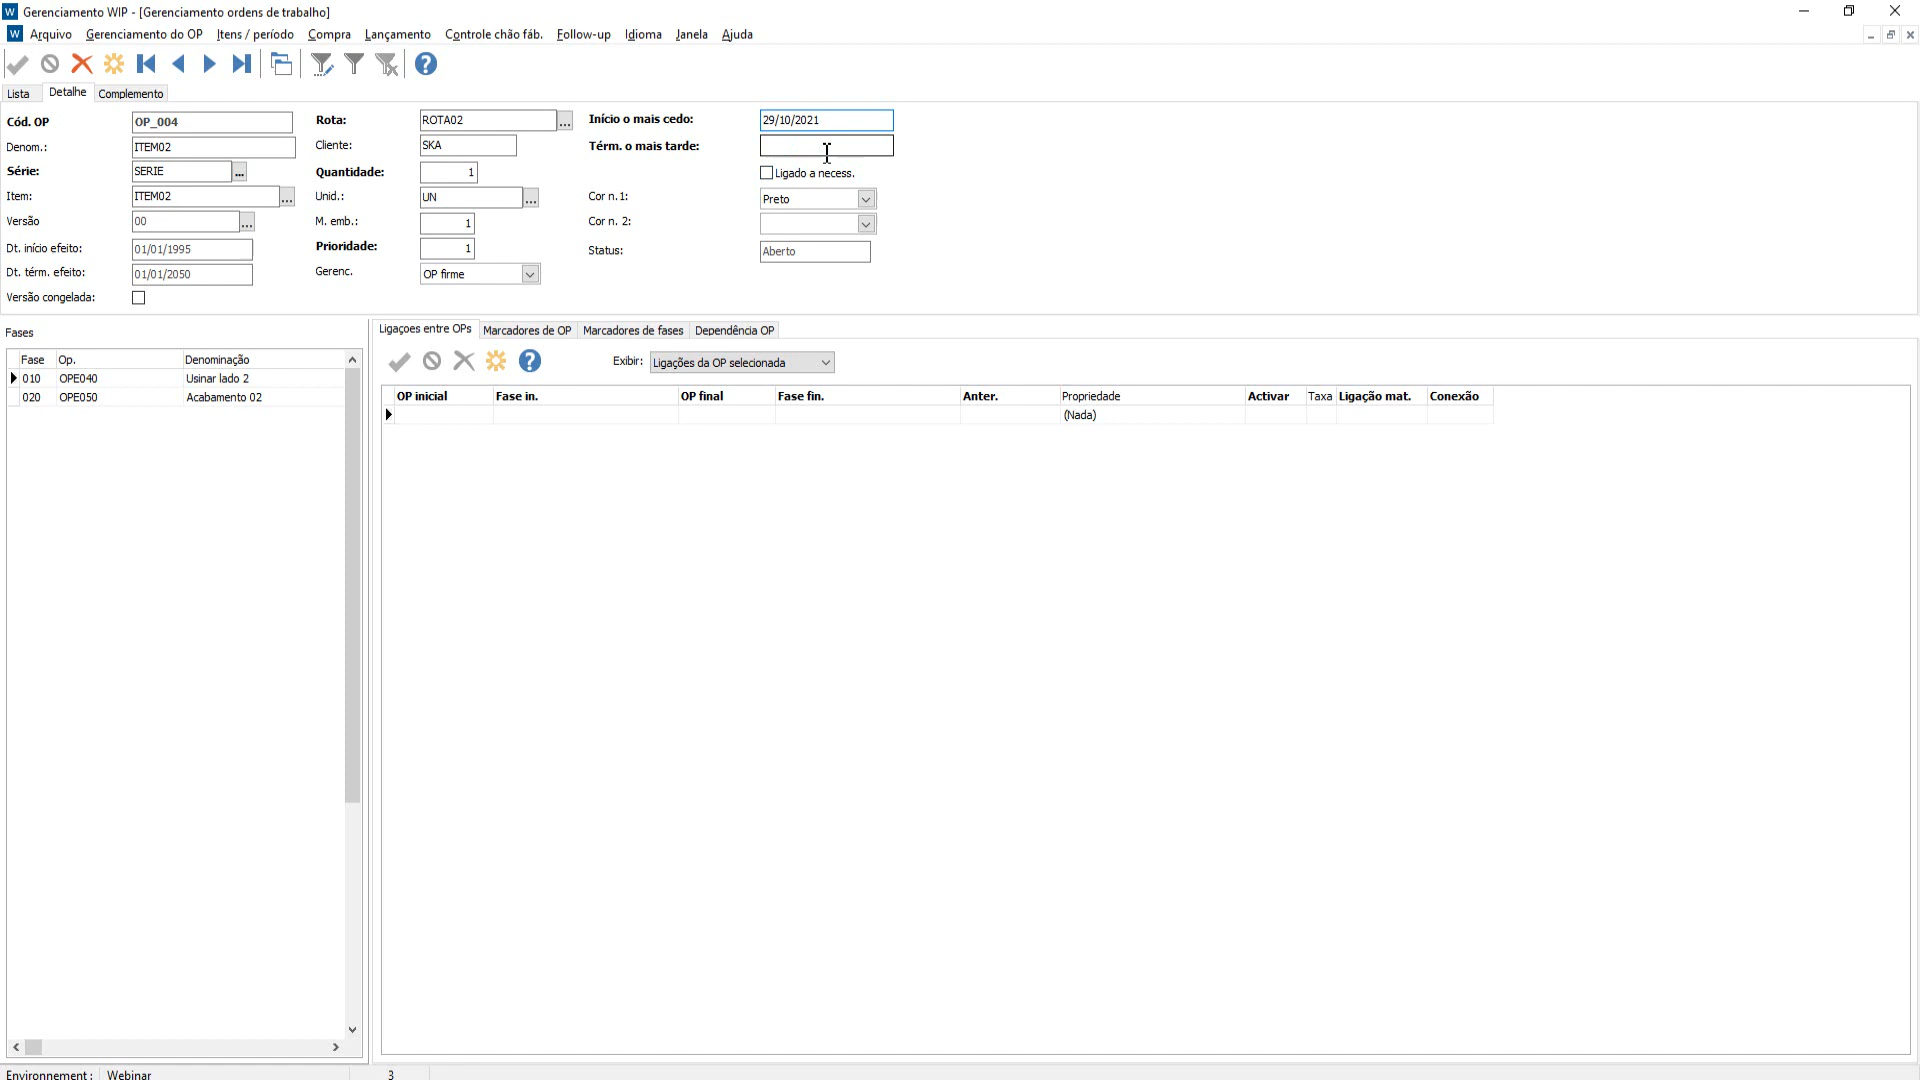 Gerenciamento WIP - [Gerenciamento ordens de trabalho]
Arquivo Gerenciamento do OP Itens / período Compra Lançamento Controle chão fáb. Follow-up Idioma Janela Ajuda
Lista Detalhe Complemento
Cód. OP OP_004 Rota: ROTA02 ... Início o mais cedo: 29/10/2021
Denom.: ITEM02 Cliente: SKA Térm. o mais tarde:
Série: SERIE ... Quantidade: 1 Ligado a necess.
Item: ITEM02 ... Unid.: UN ... Cor n.1: Preto
Versão 00 ... M. emb.: 1 Cor n. 2:
Dt. início efeito: 01/01/1995 Prioridade: 1 Status: Aberto
Dt. térm. efeito: 01/01/2050 Gerenc. OP firme
Versão congelada:
Fases
Fase Op. Denominação
010 OPE040 Usinar lado 2
020 OPE050 Acabamento 02
Ligaçoes entre OPs Marcadores de OP Marcadores de fases Dependência OP
Exibir: Ligações da OP selecionada
OP inicial Fase in. OP final Fase fin. Anter. Propriedade Activar Taxa Ligação mat. Conexão
(Nada)
Environnement : Webinar 3